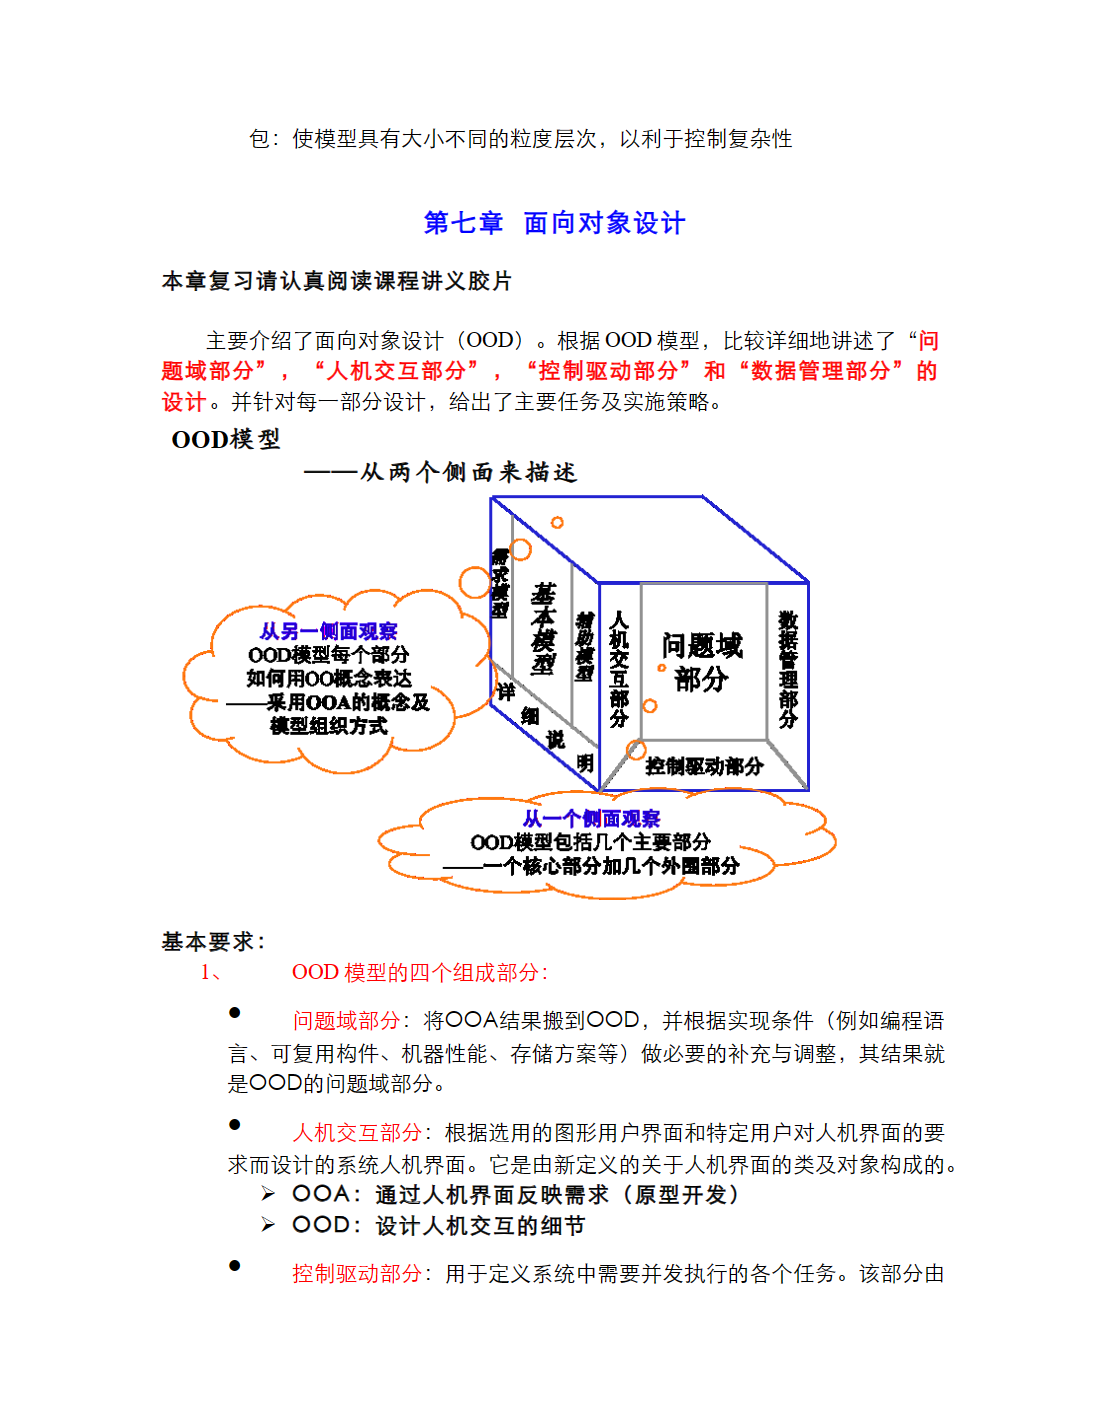 包：使模型具有大小不同的粒度层次，以利于控制复杂性
第七章 面向对象设计
本章复习请认真阅读课程讲义胶片
主要介绍了面向对象设计（OOD）。根据 OOD 模型，比较详细地讲述了“问
题域部分”，“人机交互部分”，“控制驱动部分”和“数据管理部分”的
设计。并针对每一部分设计，给出了主要任务及实施策略。
OOD模型
——从两个侧面来描述
需求模型
基本模型
辅助模型
详细说明
人机交互部分
问题域
部分
数据管理部分
控制驱动部分
从另一侧面观察
OOD模型每个部分
如何用OO概念表达
——采用OOA的概念及
模型组织方式
从一个侧面观察
OOD模型包括几个主要部分
——一个核心部分加几个外围部分
基本要求：
1、 OOD 模型的四个组成部分：
● 问题域部分：将OOA结果搬到OOD，并根据实现条件（例如编程语
言、可复用构件、机器性能、存储方案等）做必要的补充与调整，其结果就
是OOD的问题域部分。
● 人机交互部分：根据选用的图形用户界面和特定用户对人机界面的要
求而设计的系统人机界面。它是由新定义的关于人机界面的类及对象构成的。
➢ OOA：通过人机界面反映需求（原型开发）
➢ OOD：设计人机交互的细节
● 控制驱动部分：用于定义系统中需要并发执行的各个任务。该部分由